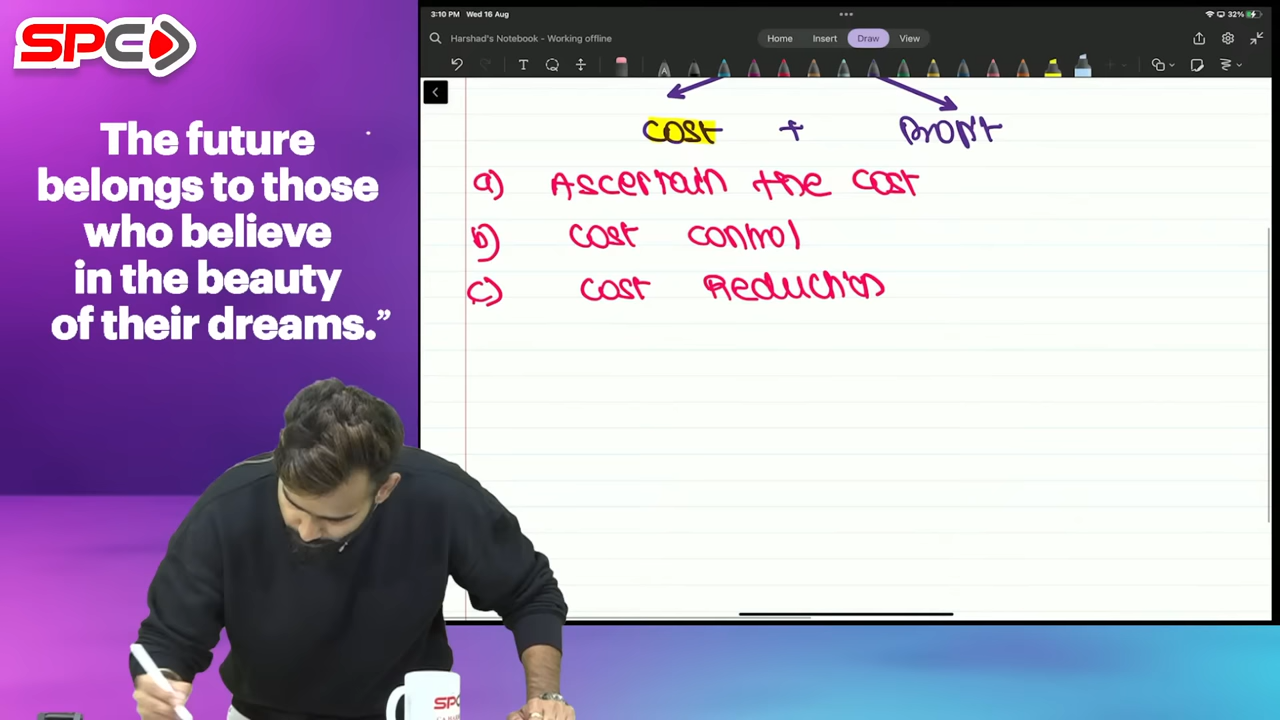 SPC
The future
belongs to those
who believe
in the beauty
of their dreams.”
3:10 PM Wed 16 Aug
32%
Harshad's Notebook - Working offline
Home Insert Draw View
cost + Profit
a) Ascertain the cost
b) cost control
c) cost Reduction
SPC